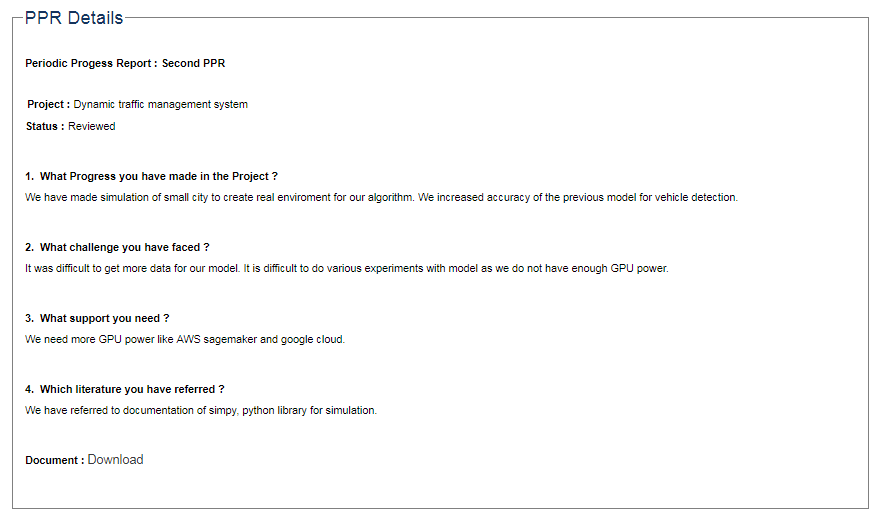 PPR Details
Periodic Progess Report : Second PPR
Project : Dynamic traffic management system
Status : Reviewed
1. What Progress you have made in the Project ?
We have made simulation of small city to create real enviroment for our algorithm. We increased accuracy of the previous model for vehicle detection.
2. What challenge you have faced ?
It was difficult to get more data for our model. It is difficult to do various experiments with model as we do not have enough GPU power.
3. What support you need ?
We need more GPU power like AWS sagemaker and google cloud.
4. Which literature you have referred ?
We have referred to documentation of simpy, python library for simulation.
Document : Download